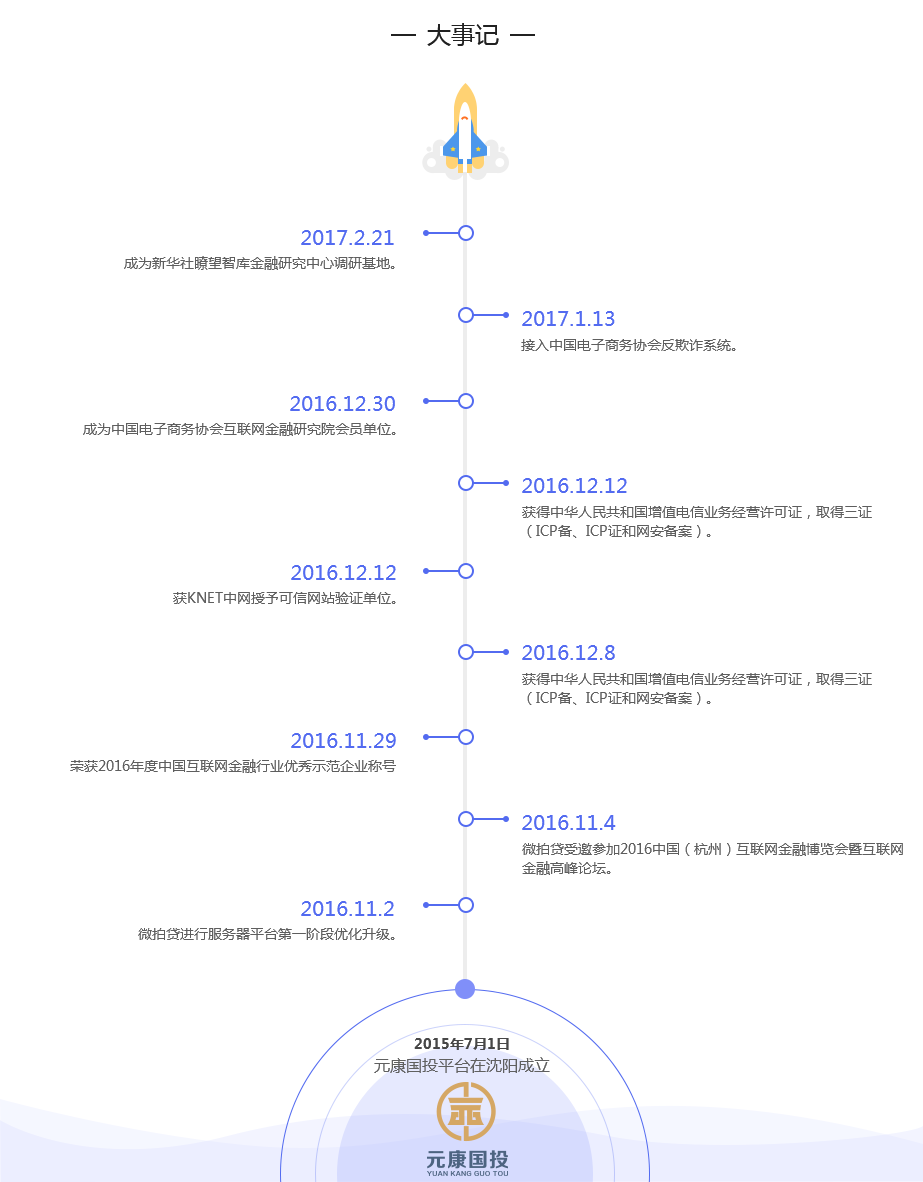 大事记
2017.2.21
成为新华社瞭望智库金融研究中心调研基地。
2017.1.13
接入中国电子商务协会反欺诈系统。
2016.12.30
成为中国电子商务协会互联网金融研究院会员单位。
2016.12.12
获得中华人民共和国增值电信业务经营许可证，取得三证
（ICP备、ICP证和网安备案）。
2016.12.12
获KNET中网授予可信网站验证单位。
2016.12.8
获得中华人民共和国增值电信业务经营许可证，取得三证
（ICP备、ICP证和网安备案）。
2016.11.29
荣获2016年度中国互联网金融行业优秀示范企业称号
2016.11.4
微拍贷受邀参加2016中国（杭州）互联网金融博览会暨互联网
金融高峰论坛。
2016.11.2
微拍贷进行服务器平台第一阶段优化升级。
2015年7月1日
元康国投平台在沈阳成立
元康国投
YUAN KANG GUO TOU